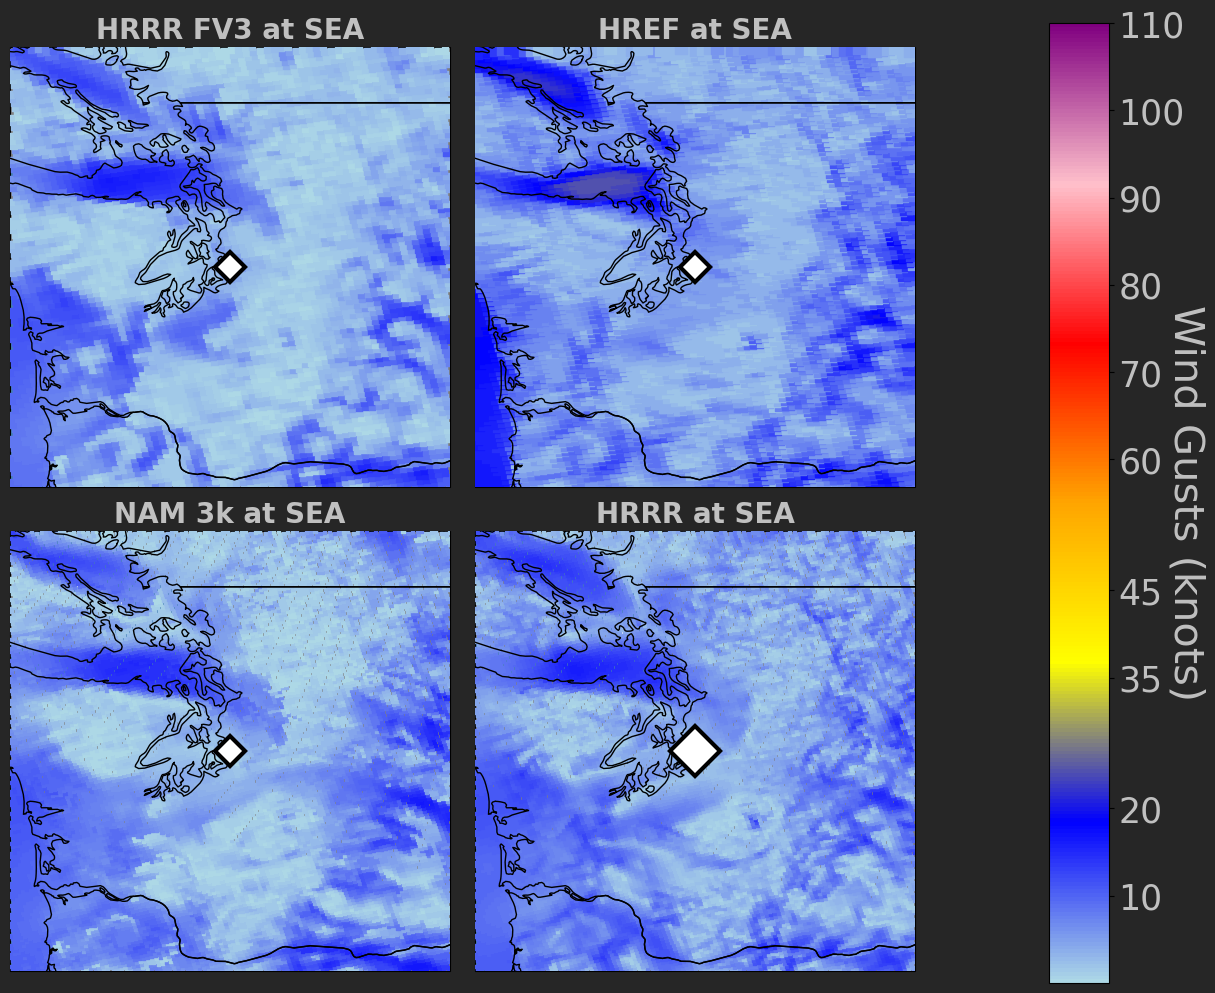 HRRR FV3 at SEA
HREF at SEA
NAM 3k at SEA
HRRR at SEA
110
100
90
80
70
60
45
35
20
10
Wind Gusts (knots)